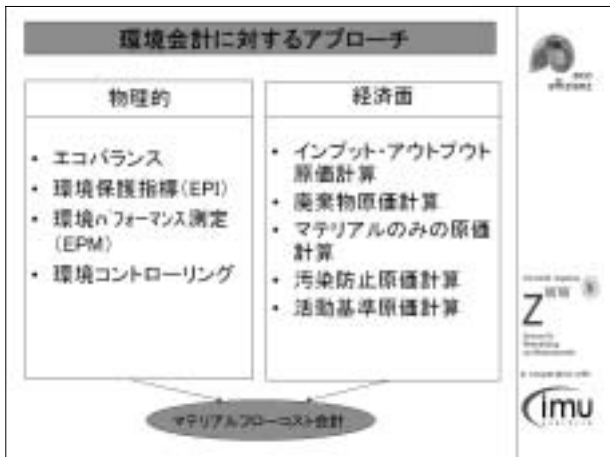 環境会計に対するアプローチ
物理的
• エコバランス
• 環境保護指標(EPI)
• 環境パフォーマンス測定
(EPM)
• 環境コントローリング
経済面
• インプット・アウトプット
原価計算
• 廃棄物原価計算
• マテリアルのみの原価
計算
• 汚染防止原価計算
• 活動基準原価計算
マテリアルフローコスト会計
eco
efficient
Z
imu